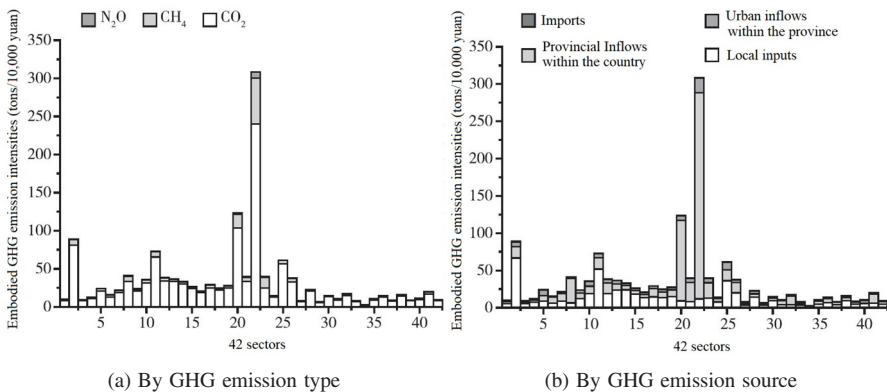 N₂O CH₄ CO₂
Embodied GHG emission intensities (tons/10,000 yuan)
350
300
250
200
150
100
50
0
5 10 15 20 25 30 35 40
42 sectors
(a) By GHG emission type
Imports
Urban inflows
within the province
Provincial Inflows
within the country
Local inputs
Embodied GHG emission intensities (tons/10,000 yuan)
350
300
250
200
150
100
50
0
5 10 15 20 25 30 35 40
42 sectors
(b) By GHG emission source